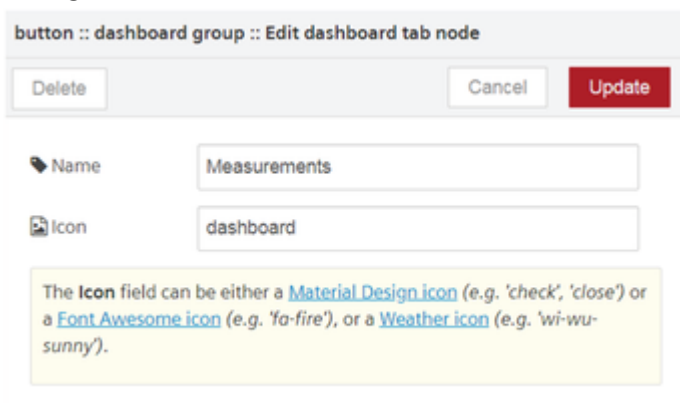 button :: dashboard group :: Edit dashboard tab node
Delete Cancel Update
Name Measurements
Icon dashboard
The Icon field can be either a Material Design icon (e.g. 'check', 'close') or
a Font Awesome icon (e.g. 'fa-fire'), or a Weather icon (e.g. 'wi-wu-
sunny').